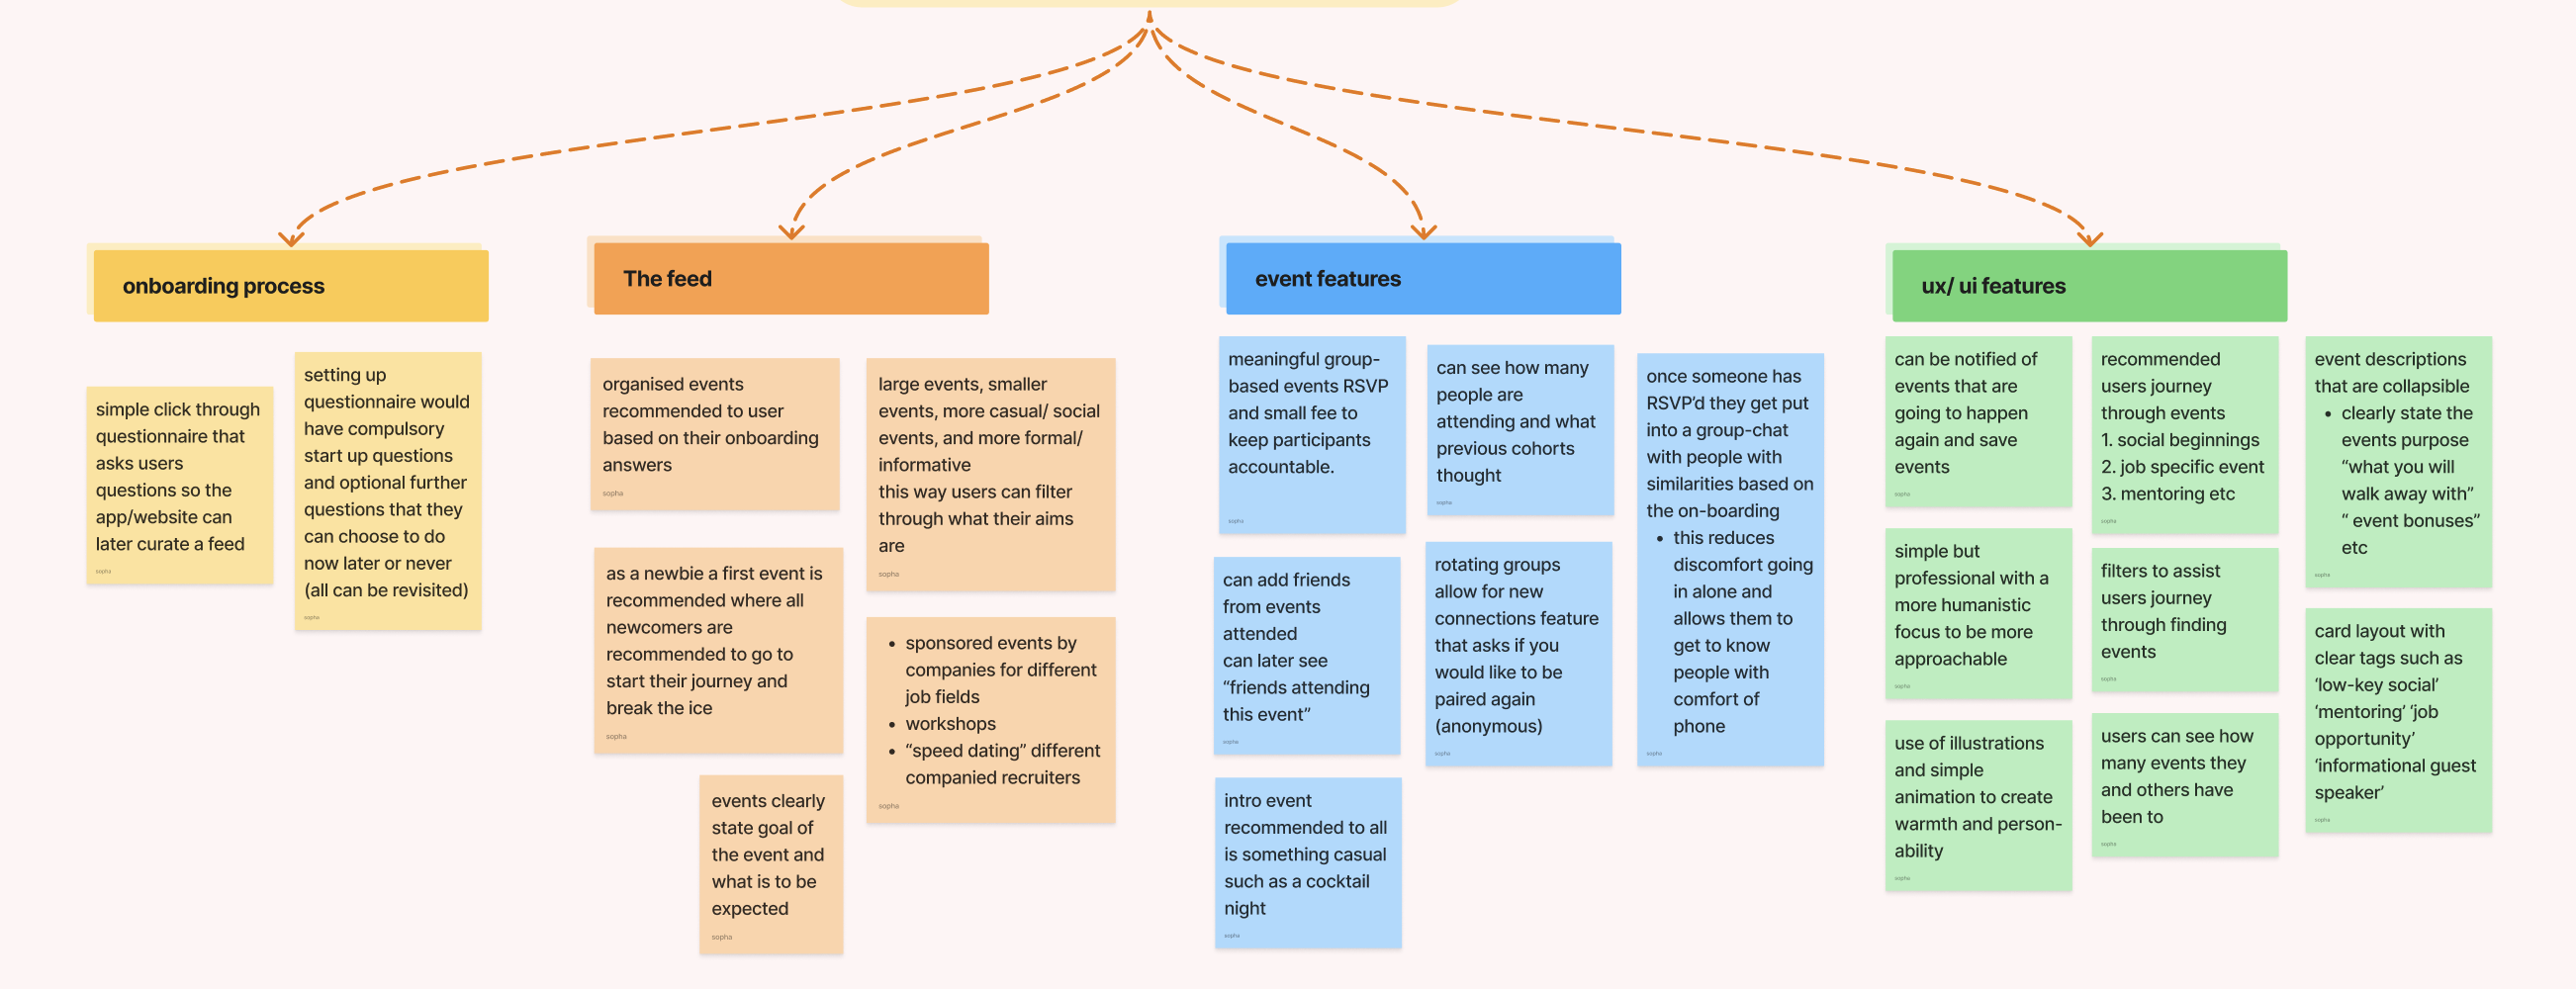 onboarding process
simple click through
questionnaire that
asks users
questions so the
app/website can
later curate a feed
sopha
setting up
questionnaire would
have compulsory
start up questions
and optional further
questions that they
can choose to do
now later or never
(all can be revisited)
sopha
The feed
organised events
recommended to user
based on their onboarding
answers
sopha
large events, smaller
events, more casual/ social
events, and more formal/
informative
this way users can filter
through what their aims
are
sopha
as a newbie a first event is
recommended where all
newcomers are
recommended to go to
start their journey and
break the ice
sopha
• sponsored events by
companies for different
job fields
• workshops
• “speed dating” different
companied recruiters
sopha
events clearly
state goal of
the event and
what is to be
expected
sopha
event features
meaningful group-
based events RSVP
and small fee to
keep participants
accountable.
sopha
can see how many
people are
attending and what
previous cohorts
thought
sopha
once someone has
RSVP’d they get put
into a group-chat
with people with
similarities based on
the on-boarding
• this reduces
discomfort going
in alone and
allows them to
get to know
people with
comfort of
phone
sopha
can add friends
from events
attended
can later see
“friends attending
this event”
sopha
rotating groups
allow for new
connections feature
that asks if you
would like to be
paired again
(anonymous)
sopha
intro event
recommended to all
is something casual
such as a cocktail
night
sopha
ux/ ui features
can be notified of
events that are
going to happen
again and save
events
sopha
recommended
users journey
through events
1. social beginnings
2. job specific event
3. mentoring etc
sopha
event descriptions
that are collapsible
• clearly state the
events purpose
“what you will
walk away with”
“ event bonuses”
etc
sopha
simple but
professional with a
more humanistic
focus to be more
approachable
sopha
filters to assist
users journey
through finding
events
sopha
card layout with
clear tags such as
‘low-key social’
‘mentoring’ ‘job
opportunity’
‘informational guest
speaker’
sopha
use of illustrations
and simple
animation to create
warmth and person-
ability
sopha
users can see how
many events they
and others have
been to
sopha